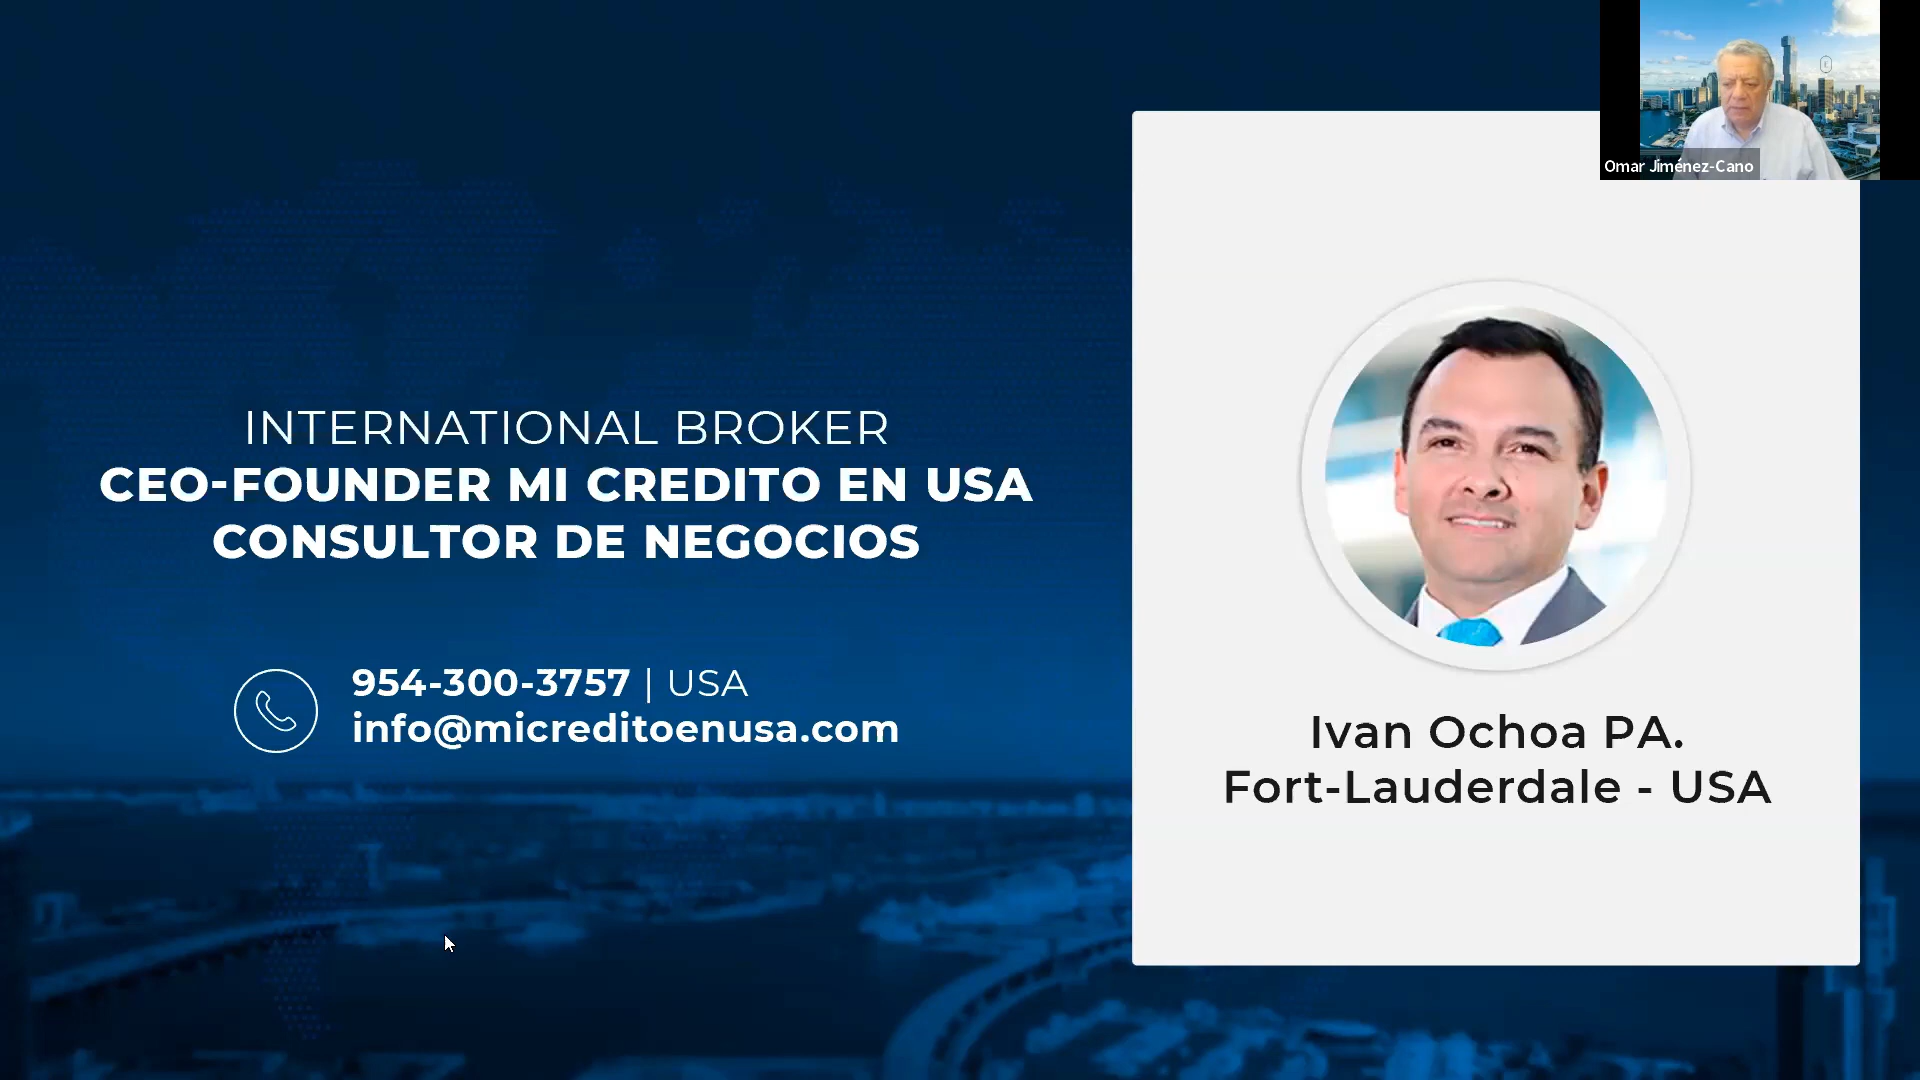 INTERNATIONAL BROKER
CEO-FOUNDER MI CREDITO EN USA
CONSULTOR DE NEGOCIOS
954-300-3757 | USA
info@micreditoenusa.com
Omar Jiménez-Cano
Ivan Ochoa PA.
Fort-Lauderdale - USA